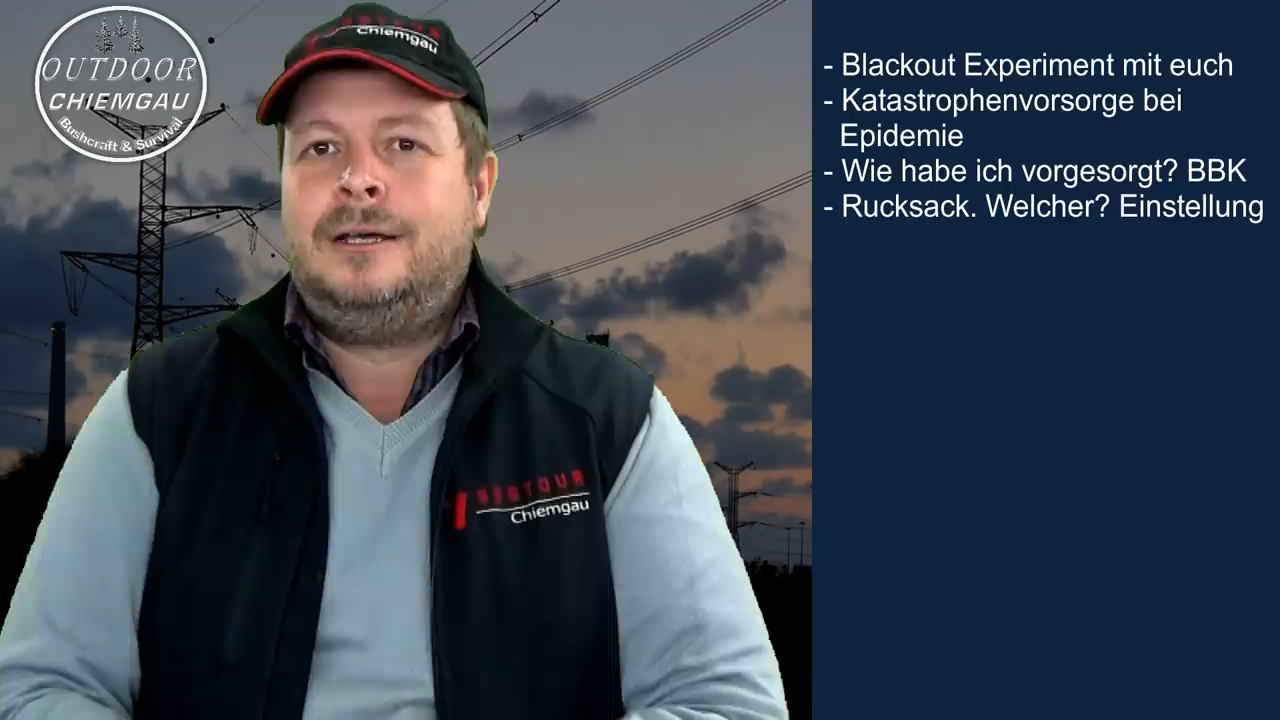 OUTDOOR
CHIEMGAU
Bushcraft & Survival
Chiemgau
Chiemgau
- Blackout Experiment mit euch
- Katastrophenvorsorge bei
Epidemie
- Wie habe ich vorgesorgt? BBK
- Rucksack. Welcher? Einstellung